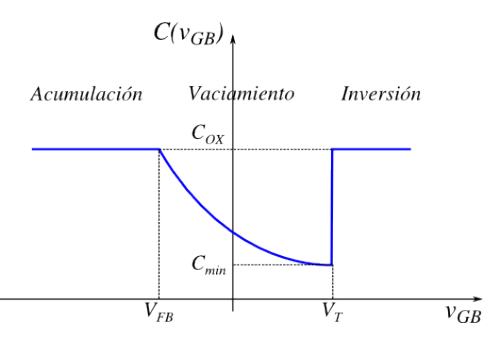 C(v_GB)
Acumulación Vaciamiento Inversión
C_OX
C_min
V_FB V_T v_GB